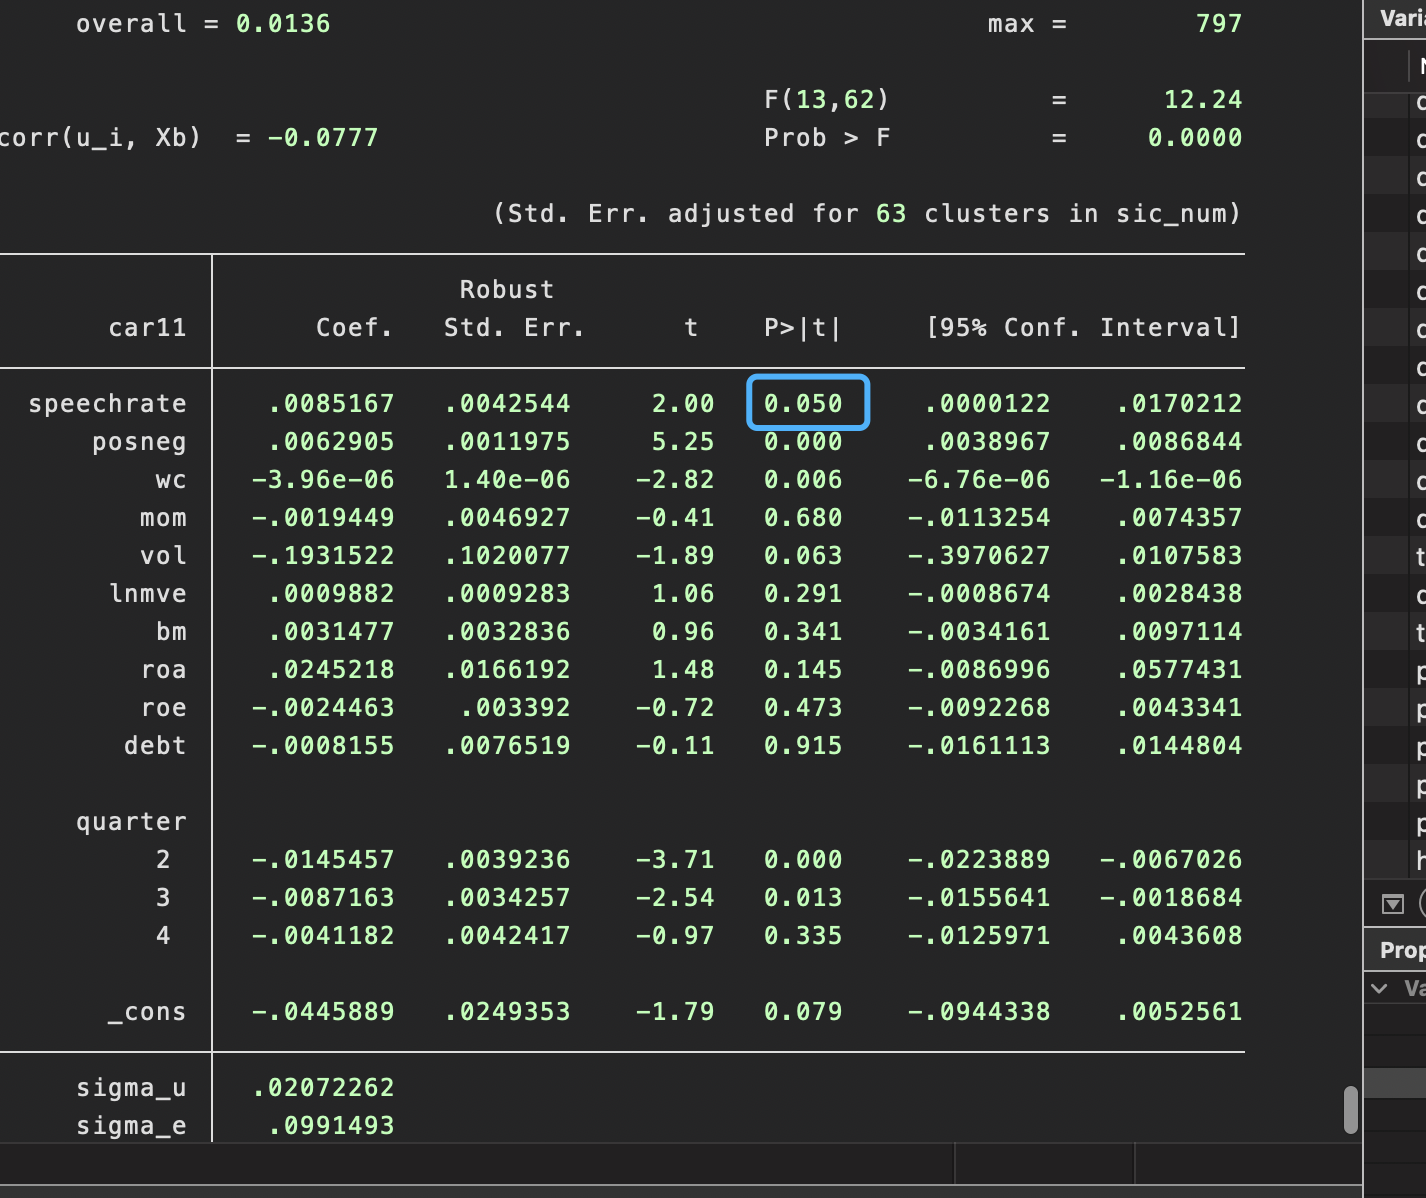 overall = 0.0136 max = 797
F(13,62) = 12.24
corr(u_i, Xb) = -0.0777 Prob > F = 0.0000
(Std. Err. adjusted for 63 clusters in sic_num)
Robust
car11 Coef. Std. Err. t P>|t| [95% Conf. Interval]
speechrate .0085167 .0042544 2.00 0.050 .0000122 .0170212
posneg .0062905 .0011975 5.25 0.000 .0038967 .0086844
wc -3.96e-06 1.40e-06 -2.82 0.006 -6.76e-06 -1.16e-06
mom -.0019449 .0046927 -0.41 0.680 -.0113254 .0074357
vol -.1931522 .1020077 -1.89 0.063 -.3970627 .0107583
lnmve .0009882 .0009283 1.06 0.291 -.0008674 .0028438
bm .0031477 .0032836 0.96 0.341 -.0034161 .0097114
roa .0245218 .0166192 1.48 0.145 -.0086996 .0577431
roe -.0024463 .003392 -0.72 0.473 -.0092268 .0043341
debt -.0008155 .0076519 -0.11 0.915 -.0161113 .0144804
quarter
2 -.0145457 .0039236 -3.71 0.000 -.0223889 -.0067026
3 -.0087163 .0034257 -2.54 0.013 -.0155641 -.0018684
4 -.0041182 .0042417 -0.97 0.335 -.0125971 .0043608
_cons -.0445889 .0249353 -1.79 0.079 -.0944338 .0052561
sigma_u .02072262
sigma_e .0991493
Vari
Prop
Va